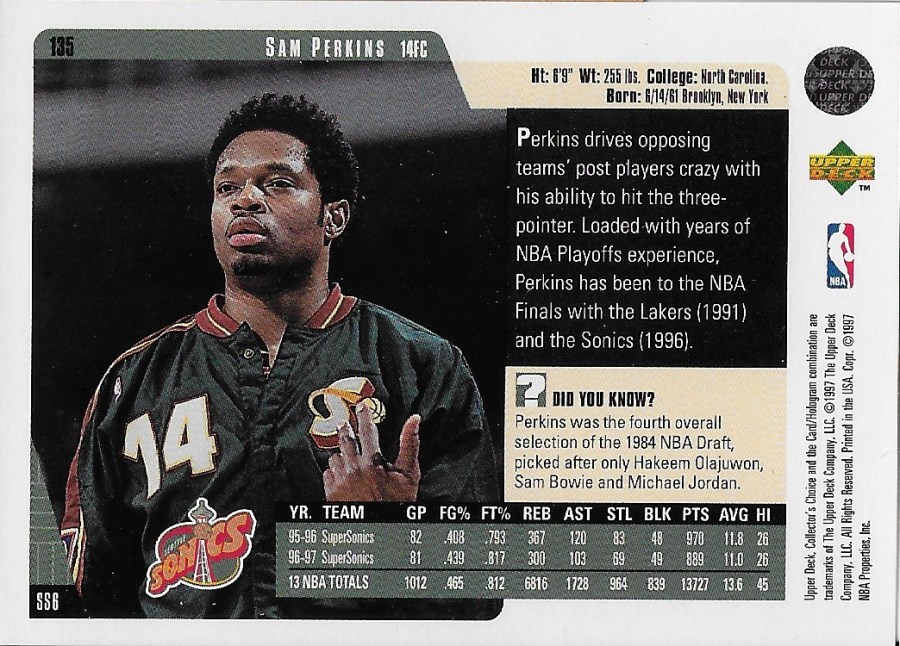 135
SAM PERKINS 14FC
Ht: 6'9" Wt: 255 lbs. College: North Carolina.
Born: 6/14/61 Brooklyn, New York
Perkins drives opposing
teams' post players crazy with
his ability to hit the three-
pointer. Loaded with years of
NBA Playoffs experience,
Perkins has been to the NBA
Finals with the Lakers (1991)
and the Sonics (1996).
? DID YOU KNOW?
Perkins was the fourth overall
selection of the 1984 NBA Draft,
picked after only Hakeem Olajuwon,
Sam Bowie and Michael Jordan.
YR. TEAM GP FG% FT% REB AST STL BLK PTS AVG HI
95-96 SuperSonics 82 .408 .793 367 120 83 48 970 11.8 26
96-97 SuperSonics 81 .439 .817 300 103 69 49 889 11.0 26
13 NBA TOTALS 1012 .465 .812 6816 1728 964 839 13727 13.6 45
14
SEATTLE
SONICS
SS6
UPPER DECK
UPPER
DECK
TM
NBA
Upper Deck, Collector's Choice and the Card/Hologram combination are
trademarks of The Upper Deck Company, LLC. ©1997 The Upper Deck
Company, LLC. All Rights Reserved. Printed in the USA. Copr. ©1997
NBA Properties, Inc.